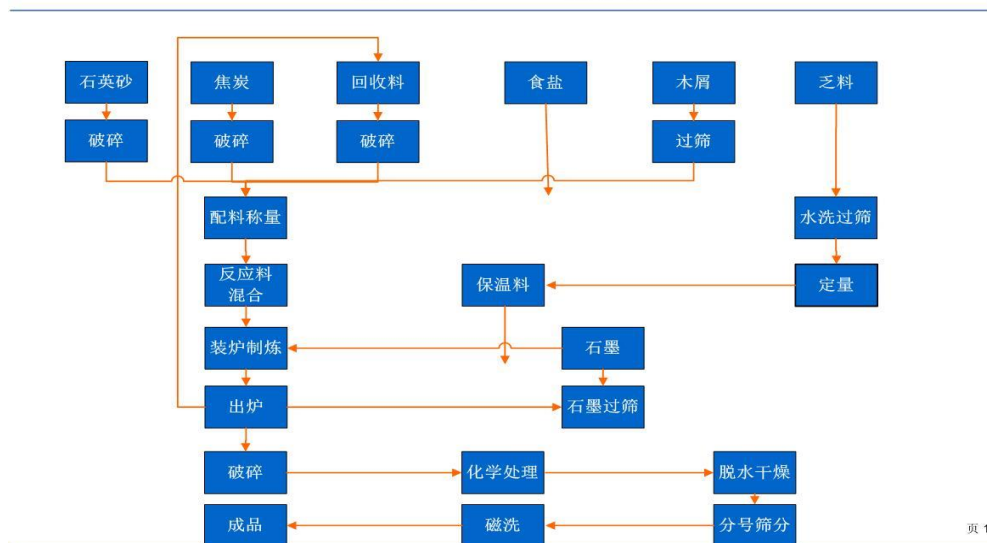 石英砂
焦炭
回收料
食盐
木屑
乏料
破碎
破碎
破碎
过筛
配料称量
水洗过筛
反应料
混合
保温料
定量
装炉制炼
石墨
出炉
石墨过筛
破碎
化学处理
脱水干燥
成品
磁洗
分号筛分
页 1